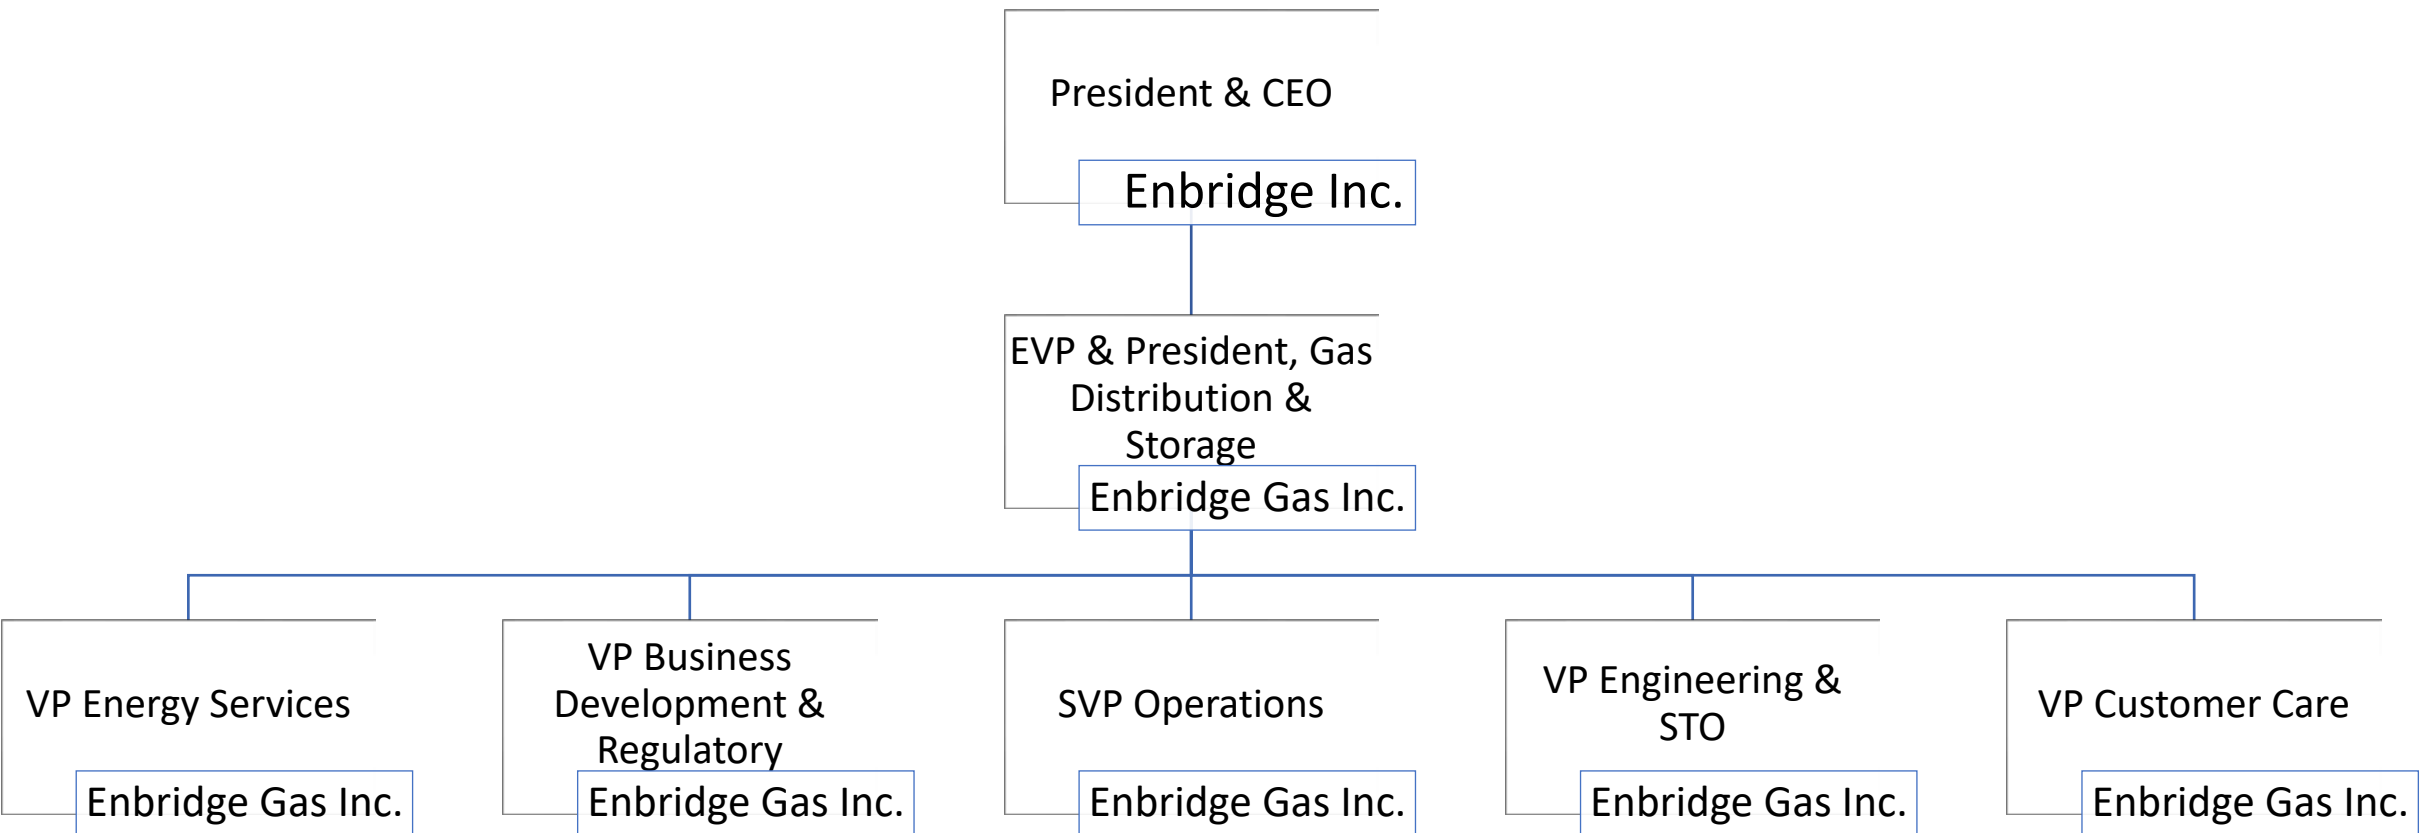 President & CEO
Enbridge Inc.
EVP & President, Gas
Distribution &
Storage
Enbridge Gas Inc.
VP Energy Services
Enbridge Gas Inc.
VP Business
Development &
Regulatory
Enbridge Gas Inc.
SVP Operations
Enbridge Gas Inc.
VP Engineering &
STO
Enbridge Gas Inc.
VP Customer Care
Enbridge Gas Inc.